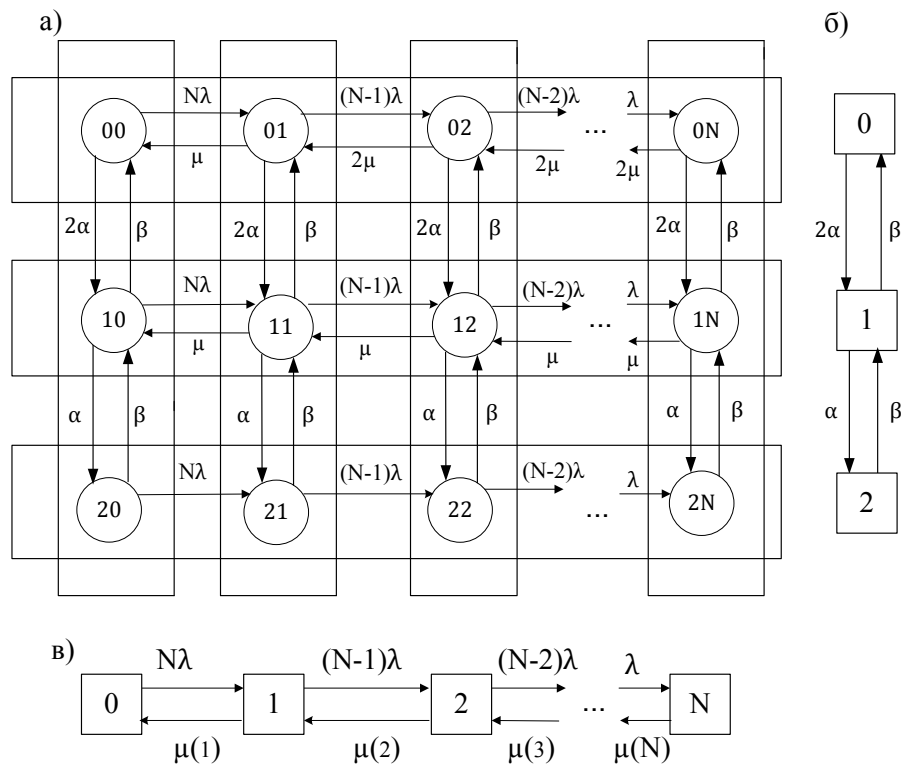 а)
б)
Nλ (N-1)λ (N-2)λ λ
00 01 02 ... 0N
μ 2μ 2μ 2μ
0
2α β 2α β 2α β 2α β
2α β
Nλ (N-1)λ (N-2)λ λ
10 11 12 ... 1N
μ μ μ μ
1
α β α β α β α β
α β
Nλ (N-1)λ (N-2)λ λ
20 21 22 ... 2N
2
в)
Nλ (N-1)λ (N-2)λ λ
0 1 2 ... N
μ(1) μ(2) μ(3) μ(N)